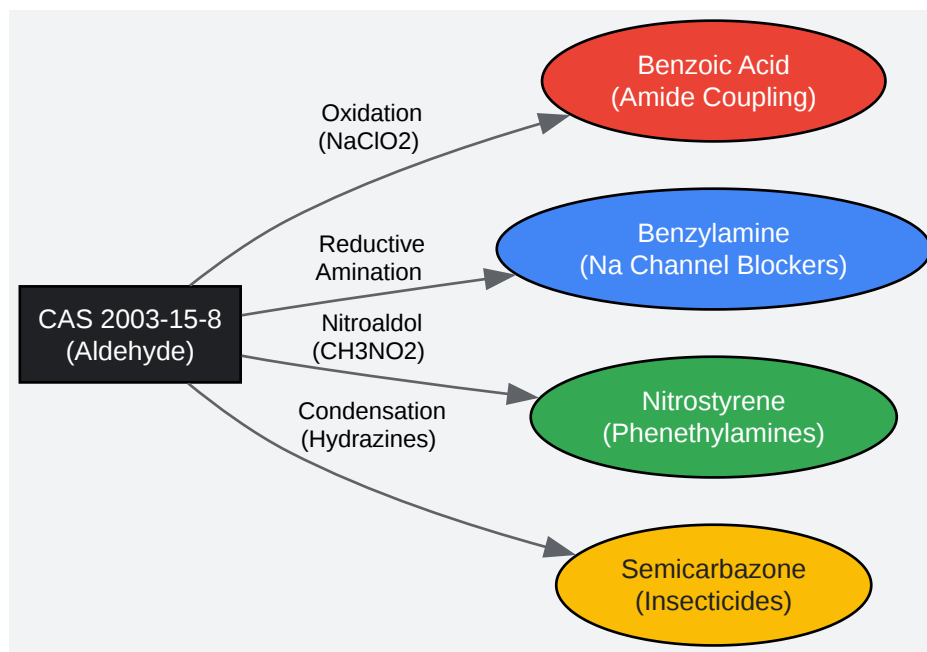 CAS 2003-15-8
(Aldehyde)
Oxidation
(NaClO2)
Benzoic Acid
(Amide Coupling)
Reductive
Amination
Benzylamine
(Na Channel Blockers)
Nitroaldol
(CH3NO2)
Nitrostyrene
(Phenethylamines)
Condensation
(Hydrazines)
Semicarbazone
(Insecticides)